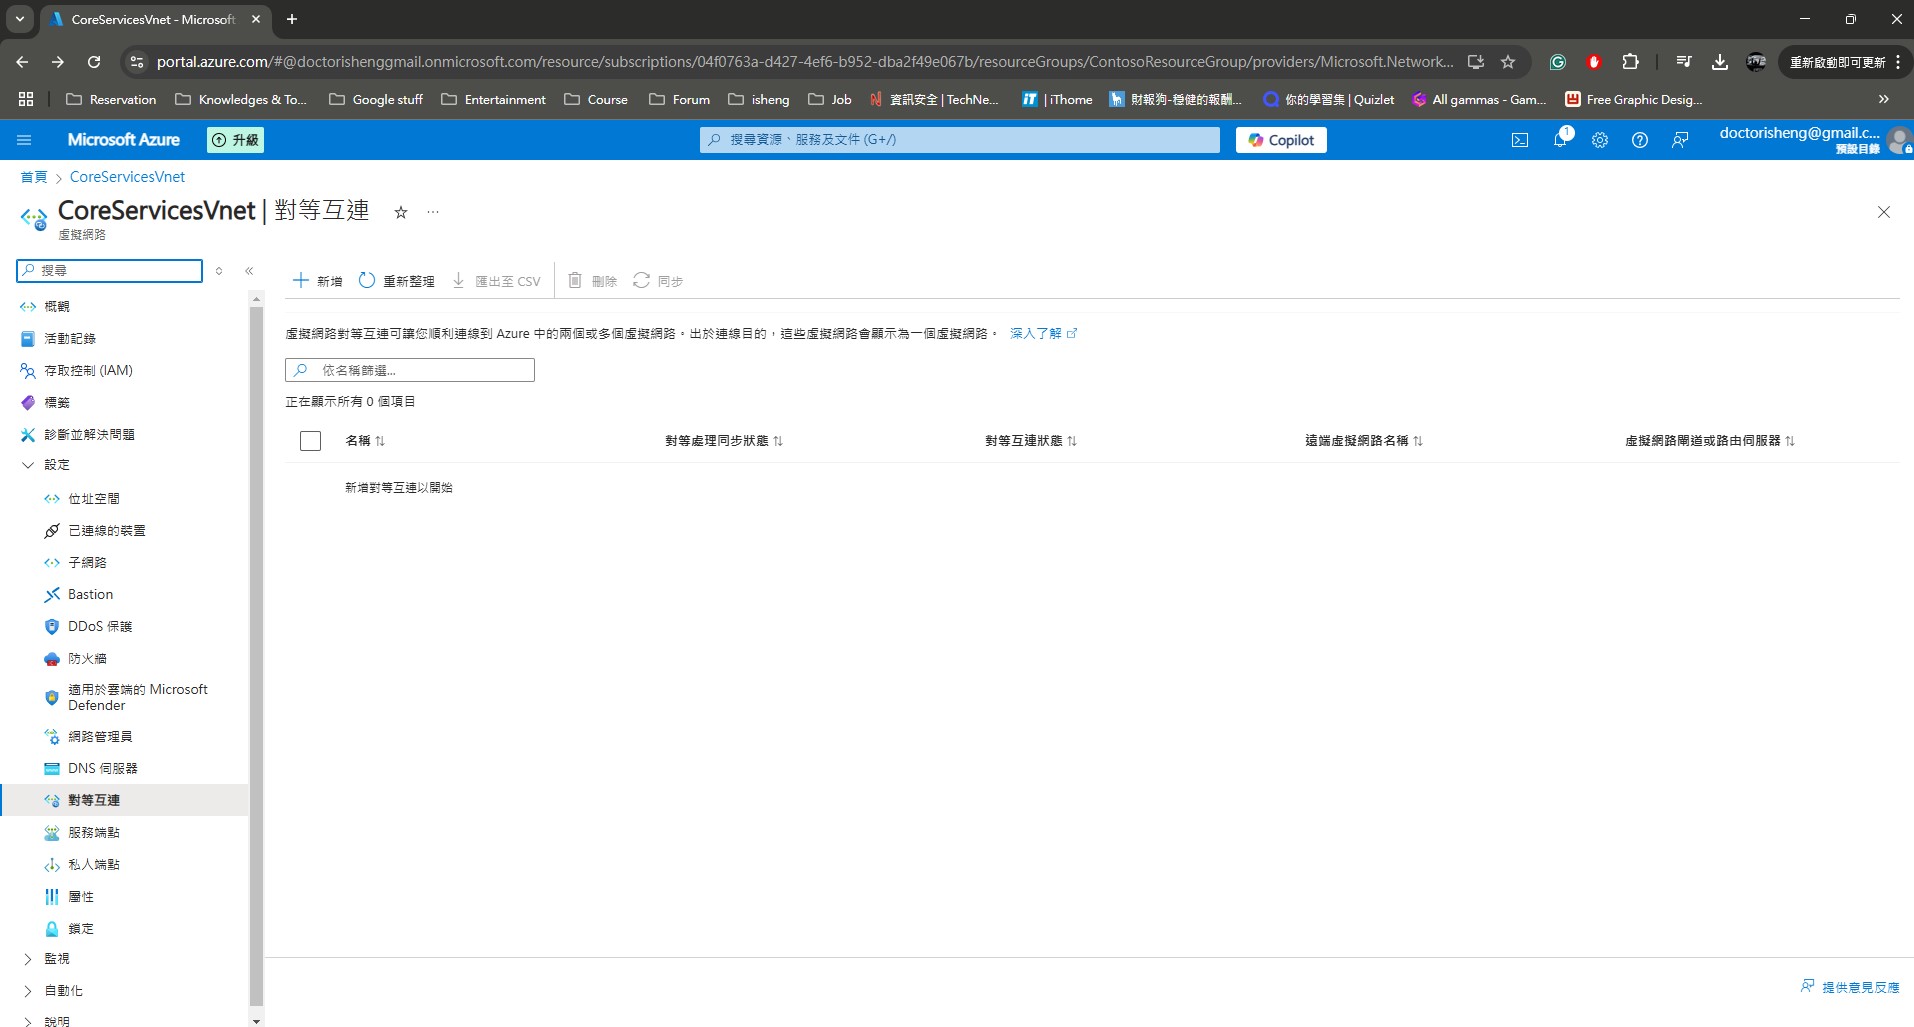 CoreServicesVnet - Microsoft
portal.azure.com/#@doctorishenggmail.onmicrosoft.com/resource/subscriptions/04f0763a-d427-4ef6-b952-dba2f49e067b/resourceGroups/ContosoResourceGroup/providers/Microsoft.Network...
重新啟動即可更新
Reservation
Knowledges & To...
Google stuff
Entertainment
Course
Forum
isheng
Job
資訊安全 | TechNe...
iT | iThome
財報狗-穩健的報酬...
你的學習集 | Quizlet
All gammas - Gam...
Free Graphic Desig...
Microsoft Azure
升級
搜尋資源、服務及文件 (G+/)
Copilot
1
doctorisheng@gmail.c...
預設目錄
首頁 > CoreServicesVnet
CoreServicesVnet | 對等互連
虛擬網路
搜尋
新增
重新整理
匯出至 CSV
刪除
同步
概觀
活動記錄
存取控制 (IAM)
標籤
診斷並解決問題
設定
位址空間
已連線的裝置
子網路
Bastion
DDoS 保護
防火牆
適用於雲端的 Microsoft
Defender
網路管理員
DNS 伺服器
對等互連
服務端點
私人端點
屬性
鎖定
監視
自動化
說明
虛擬網路對等互連可讓您順利連線到 Azure 中的兩個或多個虛擬網路。出於連線目的，這些虛擬網路會顯示為一個虛擬網路。 深入了解
依名稱篩選...
正在顯示所有 0 個項目
名稱
對等處理同步狀態
對等互連狀態
遠端虛擬網路名稱
虛擬網路閘道或路由伺服器
新增對等互連以開始
提供意見反應